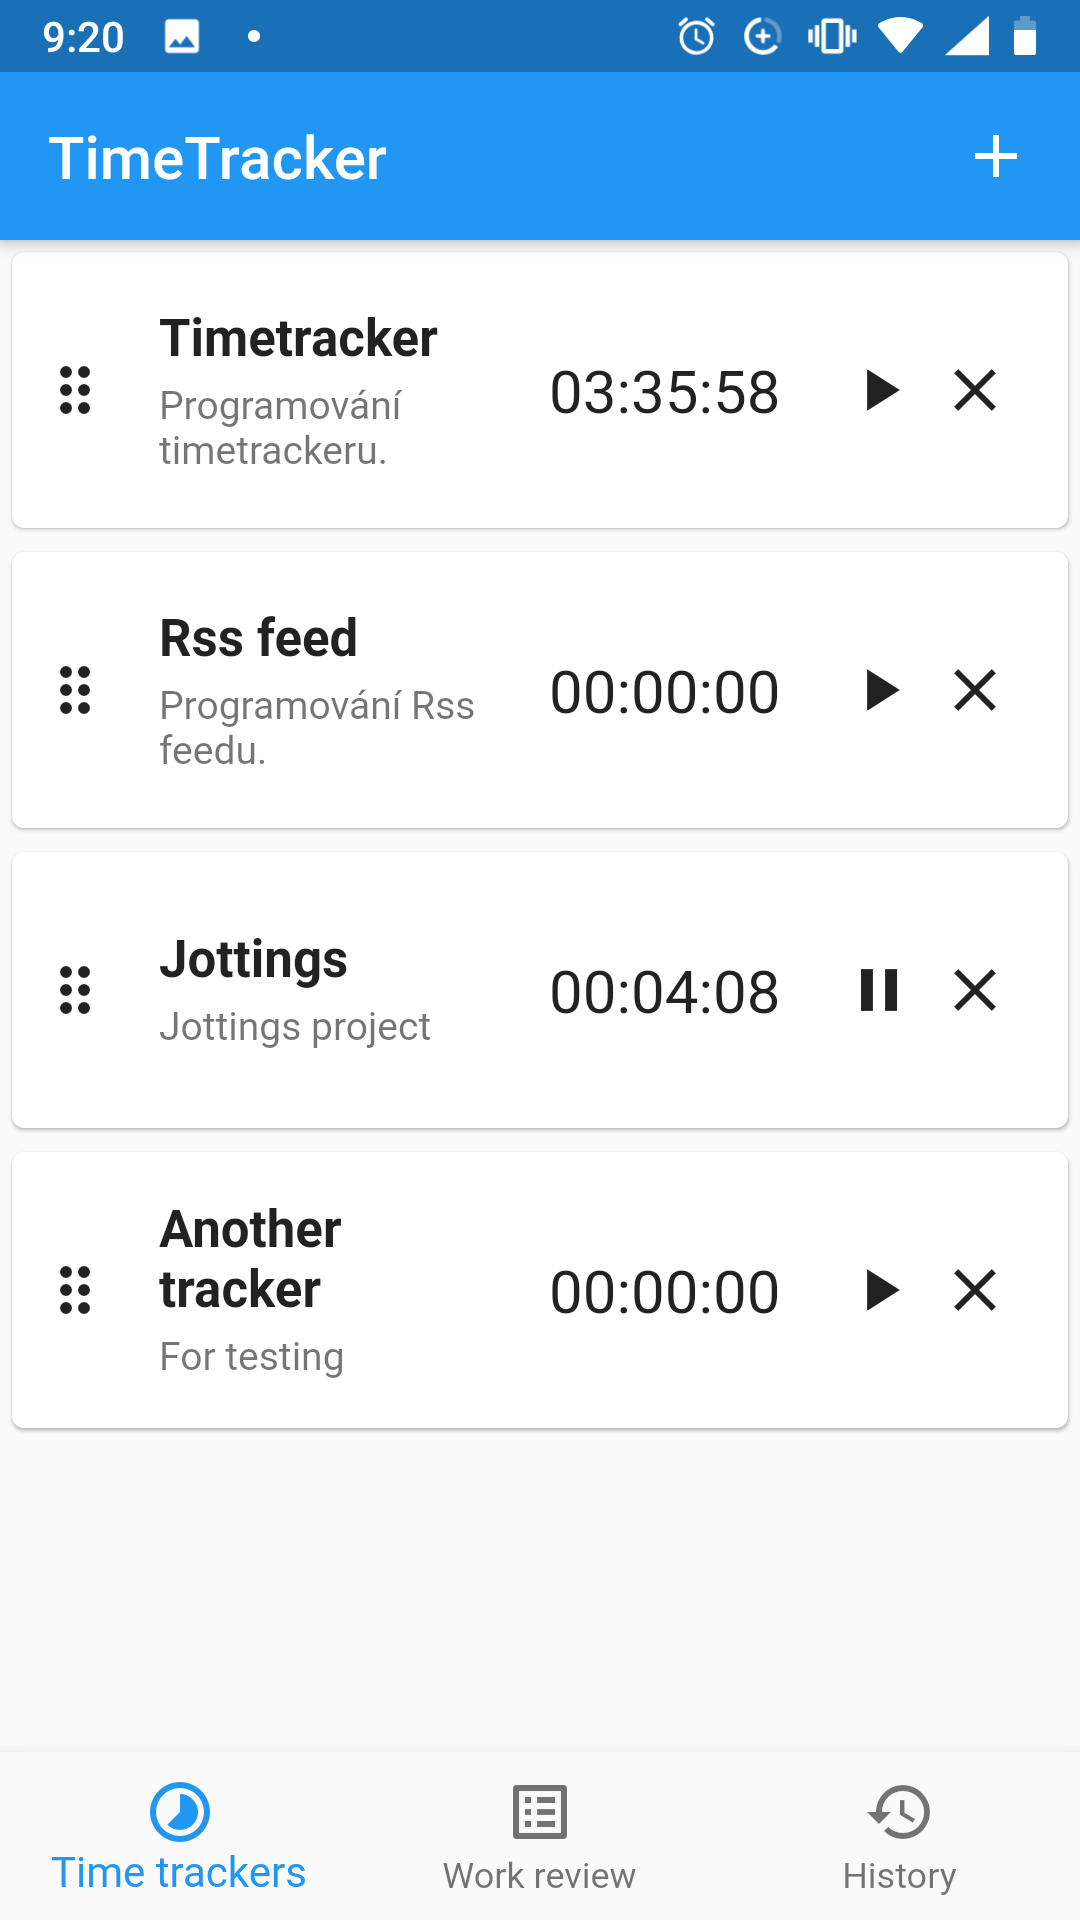 9:20
TimeTracker
Timetracker
Programování
timetrackeru.
03:35:58
Rss feed
Programování Rss
feedu.
00:00:00
Jottings
Jottings project
00:04:08
Another
tracker
For testing
00:00:00
Time trackers
Work review
History